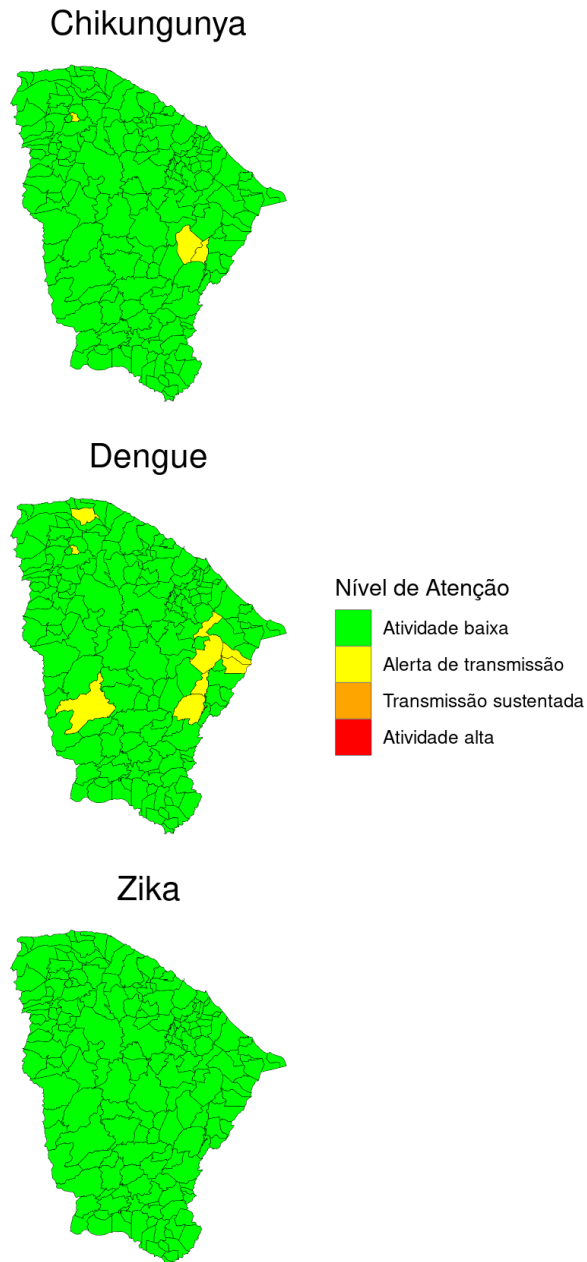 Chikungunya
Dengue
Nível de Atenção
Atividade baixa
Alerta de transmissão
Transmissão sustentada
Atividade alta
Zika